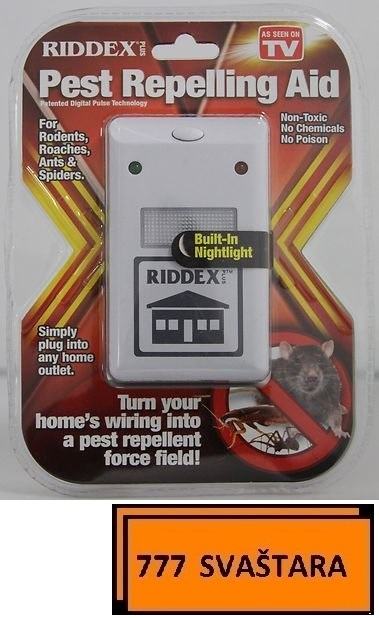 AS SEEN ON
TV
RIDDEX PLUS
Pest Repelling Aid
Patented Digital Pulse Technology
For
Rodents,
Roaches,
Ants &
Spiders.
Non-Toxic
No Chemicals
No Poison
Built-In
Nightlight
RIDDEX PLUS™
Simply
plug into
any home
outlet.
Turn your
home's wiring into
a pest repellent
force field!
777 SVAŠTARA